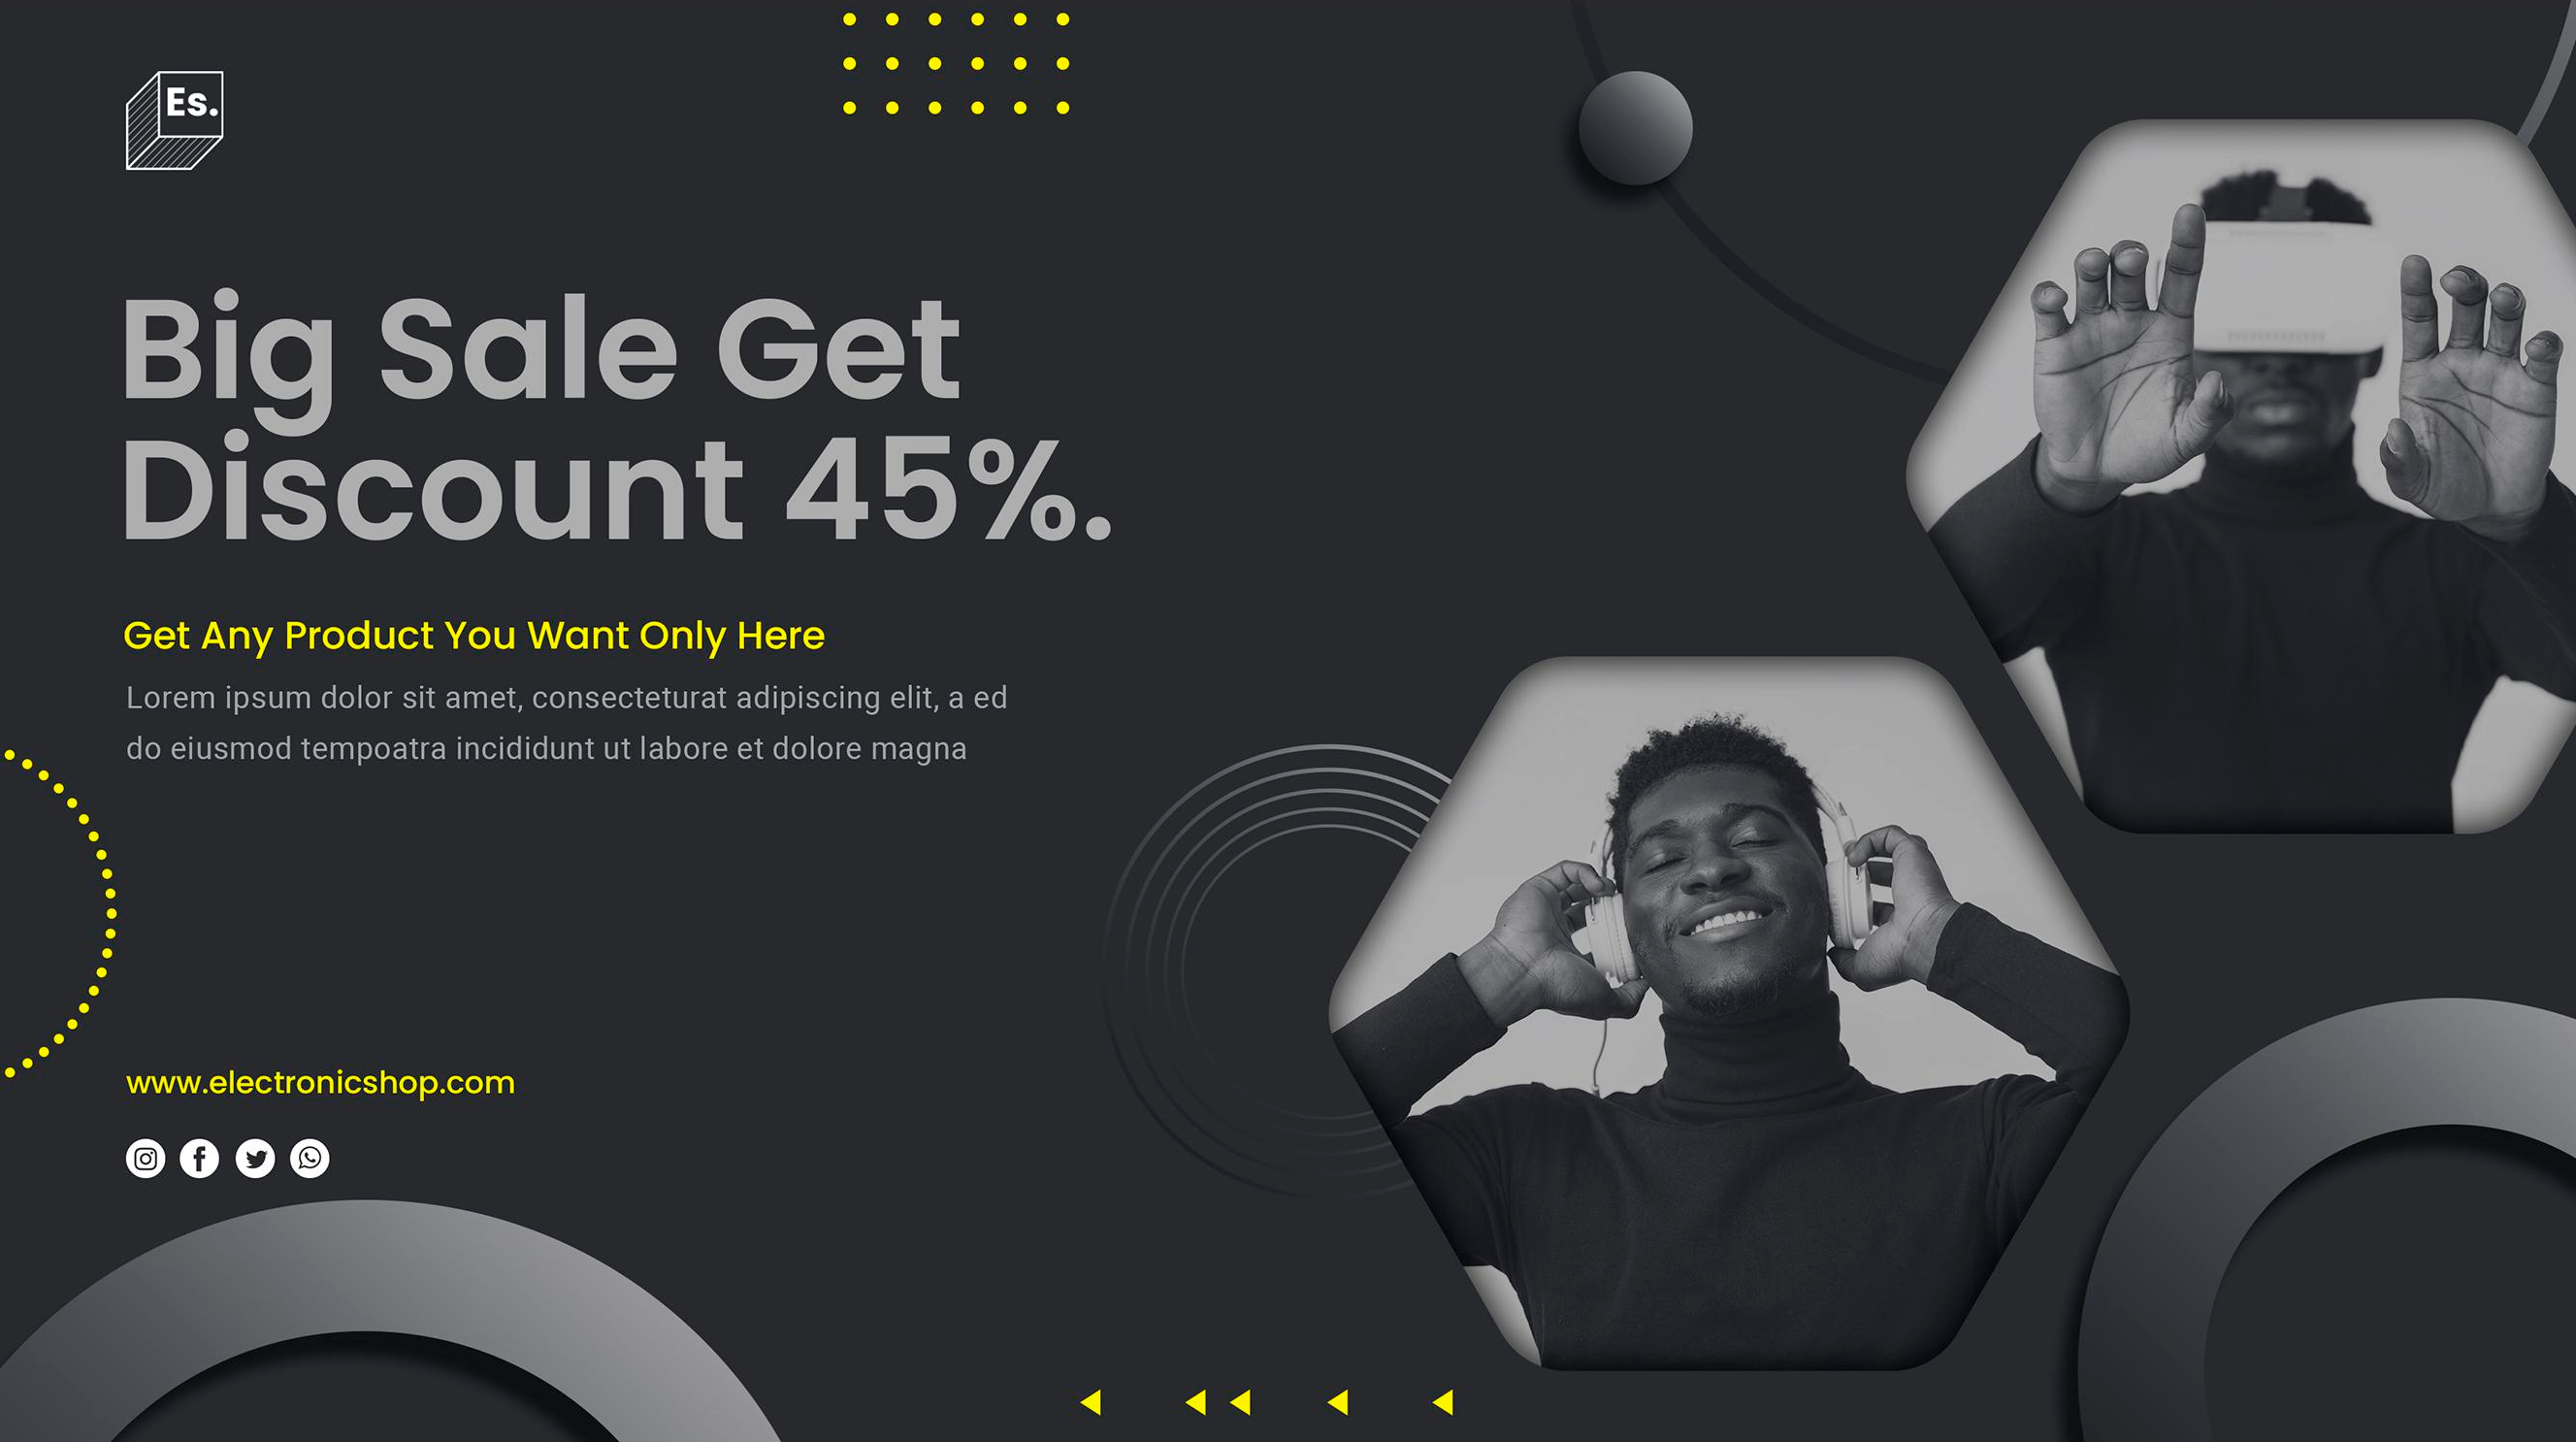 Es.
Big Sale Get
Discount 45%.
Get Any Product You Want Only Here
Lorem ipsum dolor sit amet, consecteturat adipiscing elit, a ed
do eiusmod tempoatra incididunt ut labore et dolore magna
www.electronicshop.com